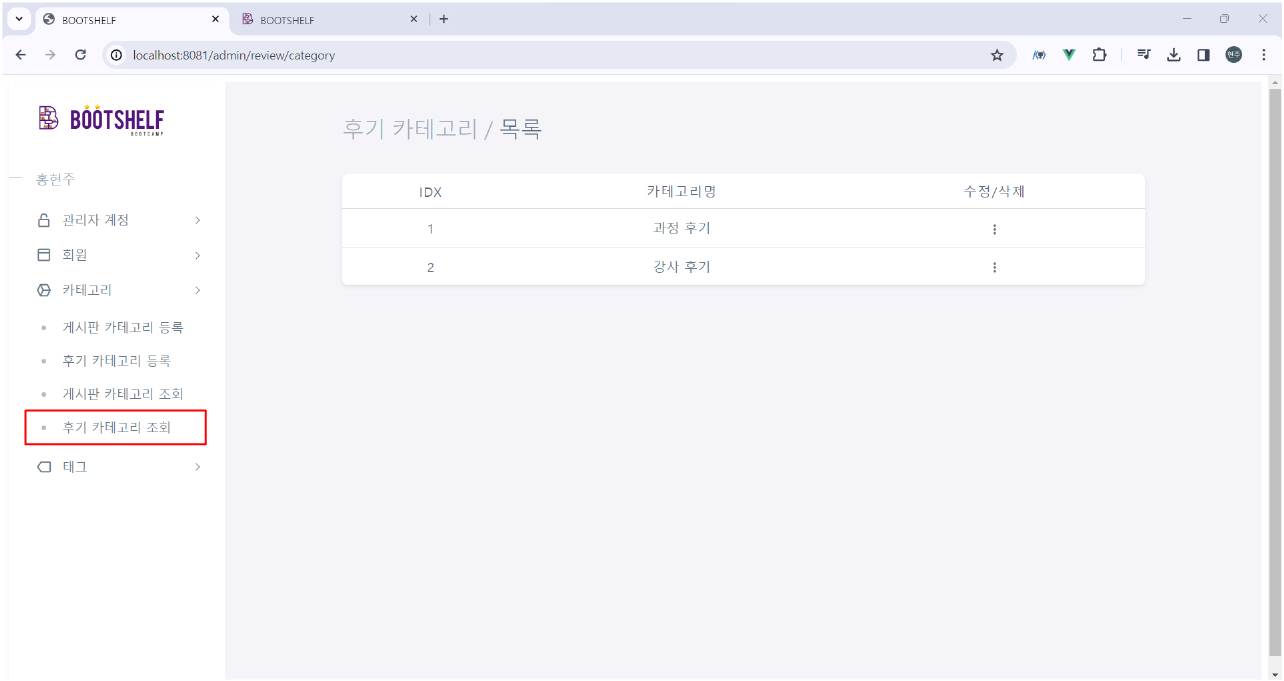 BOOTSHELF
BOOTSHELF
localhost:8081/admin/review/category
현주
BOOTSHELF
BOOTCAMP
홍현주
관리자 계정
회원
카테고리
게시판 카테고리 등록
후기 카테고리 등록
게시판 카테고리 조회
후기 카테고리 조회
태그
후기 카테고리 / 목록
IDX 카테고리명 수정/삭제
1 과정 후기
2 강사 후기